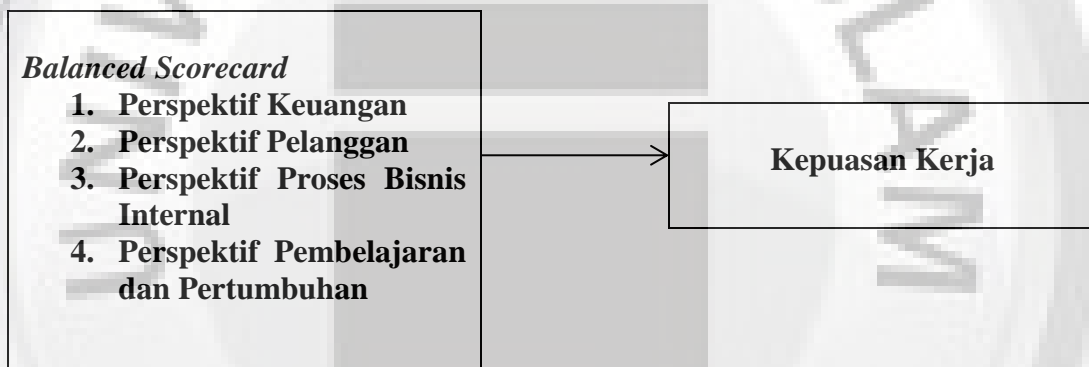 Balanced Scorecard
1. Perspektif Keuangan
2. Perspektif Pelanggan
3. Perspektif Proses Bisnis
Internal
4. Perspektif Pembelajaran
dan Pertumbuhan
Kepuasan Kerja